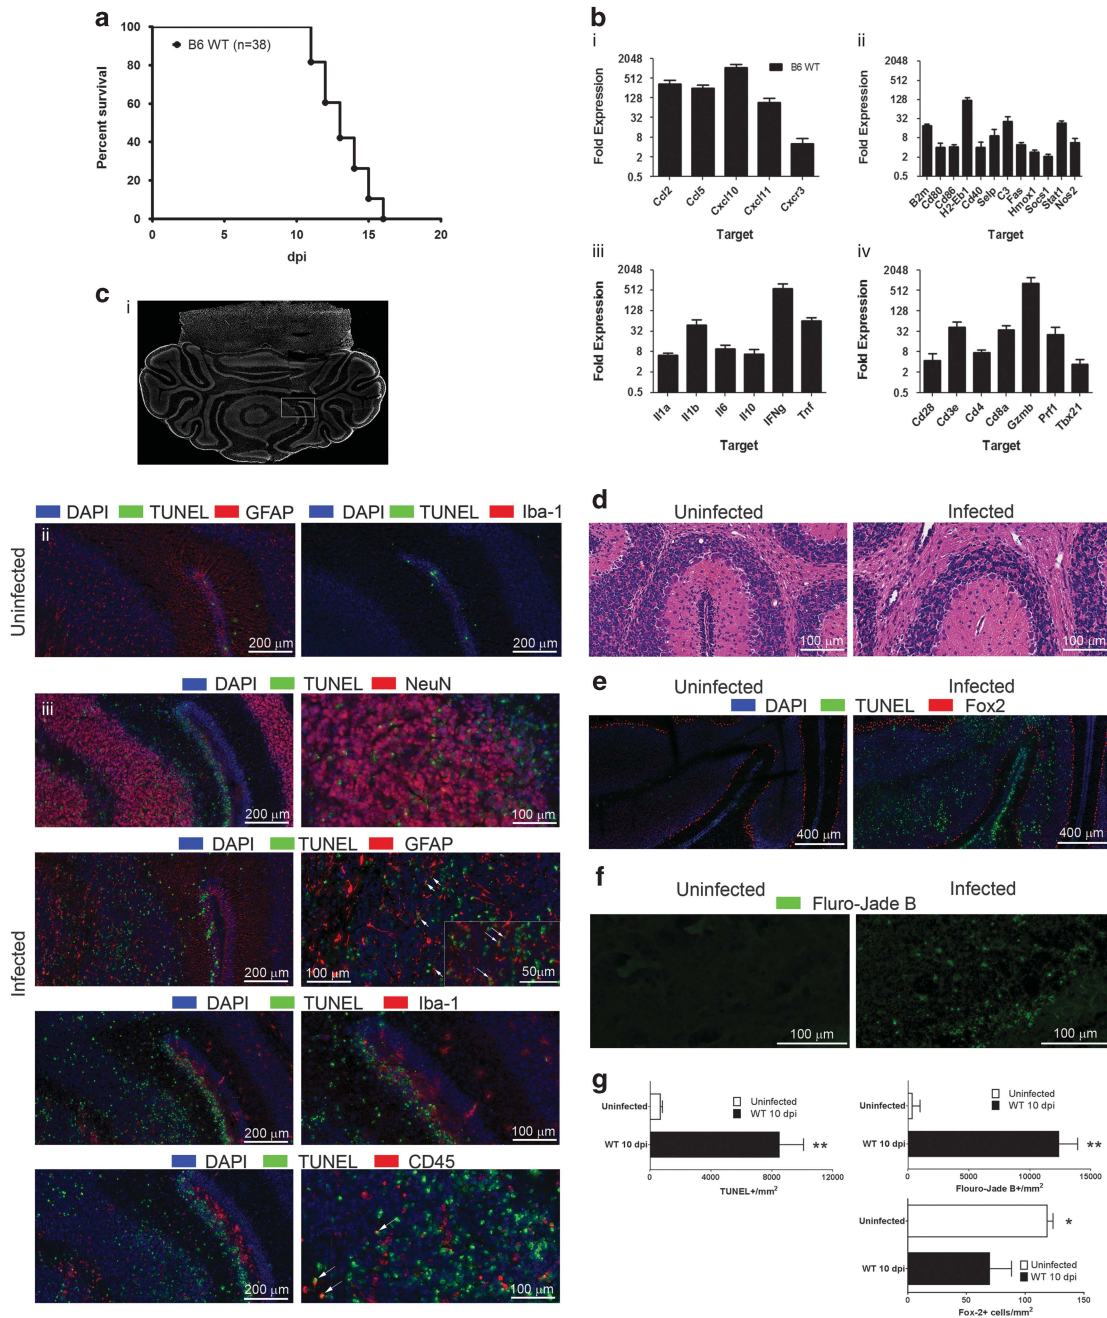 a
100
80
60
40
20
0
Percent survival
B6 WT (n=38)
0
5
10
15
20
dpi
b
i
2048
512
128
32
8
2
0.5
Fold Expression
B6 WT
Ccl2
Ccl5
Cxcl10
Cxcl11
Cxcr3
Target
ii
2048
512
128
32
8
2
0.5
Fold Expression
B2m
Cd80
Cd86
H2-Eb1
Cd40
Selp
C3
Fas
Hmox1
Socs1
Stat1
Nos2
Target
iii
2048
512
128
32
8
2
0.5
Fold Expression
Il1a
Il1b
Il6
Il10
IFNg
Tnf
Target
iv
2048
512
128
32
8
2
0.5
Fold Expression
Cd28
Cd3e
Cd4
Cd8a
Gzmb
Prf1
Tbx21
Target
c
i
DAPI TUNEL GFAP
DAPI TUNEL Iba-1
Uninfected
ii
200 μm
200 μm
DAPI TUNEL NeuN
Infected
iii
200 μm
100 μm
DAPI TUNEL GFAP
200 μm
100 μm
50μm
DAPI TUNEL Iba-1
200 μm
100 μm
DAPI TUNEL CD45
200 μm
100 μm
d
Uninfected
Infected
100 μm
100 μm
e
Uninfected
Infected
DAPI TUNEL Fox2
400 μm
400 μm
f
Uninfected
Infected
Fluro-Jade B
100 μm
100 μm
g
Uninfected
WT 10 dpi
Uninfected
WT 10 dpi
**
0
4000
8000
12000
TUNEL+/mm2
Uninfected
WT 10 dpi
Uninfected
WT 10 dpi
**
0
5000
10000
15000
Flouro-Jade B+/mm2
Uninfected
WT 10 dpi
*
Uninfected
WT 10 dpi
0
50
100
150
Fox-2+ cells/mm2